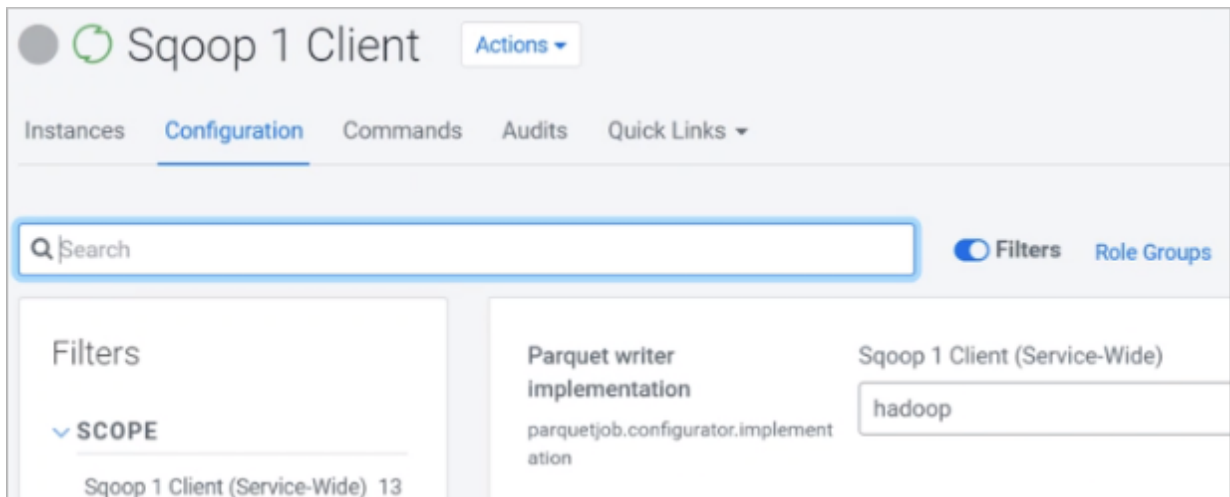 Sqoop 1 Client Actions
Instances Configuration Commands Audits Quick Links
Search Filters Role Groups
Filters
SCOPE
Sqoop 1 Client (Service-Wide) 13
Parquet writer
implementation
parquetjob.configurator.implement
ation
Sqoop 1 Client (Service-Wide)
hadoop